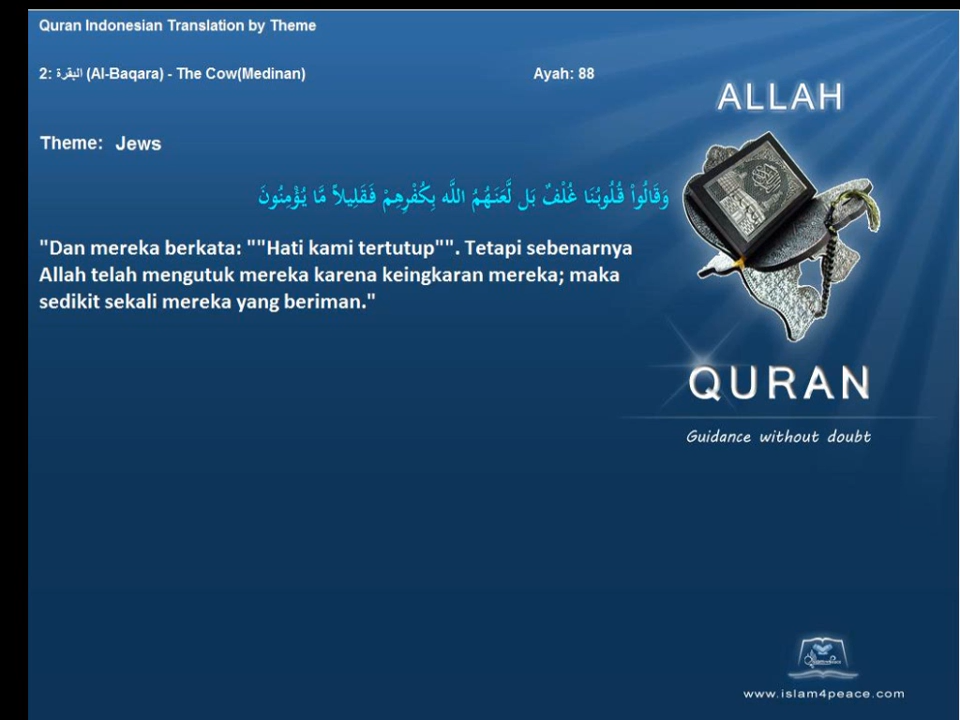 Quran Indonesian Translation by Theme
2: البقرة (Al-Baqara) - The Cow(Medinan) Ayah: 88
ALLAH
Theme: Jews
وَقَالُواْ قُلُوبُنَا غُلْفٌ بَل لَّعَنَهُمُ اللَّه بِكُفْرِهِمْ فَقَلِيلاً مَّا يُؤْمِنُونَ
"Dan mereka berkata: ""Hati kami tertutup"". Tetapi sebenarnya
Allah telah mengutuk mereka karena keingkaran mereka; maka
sedikit sekali mereka yang beriman."
QURAN
Guidance without doubt
www.islam4peace.com